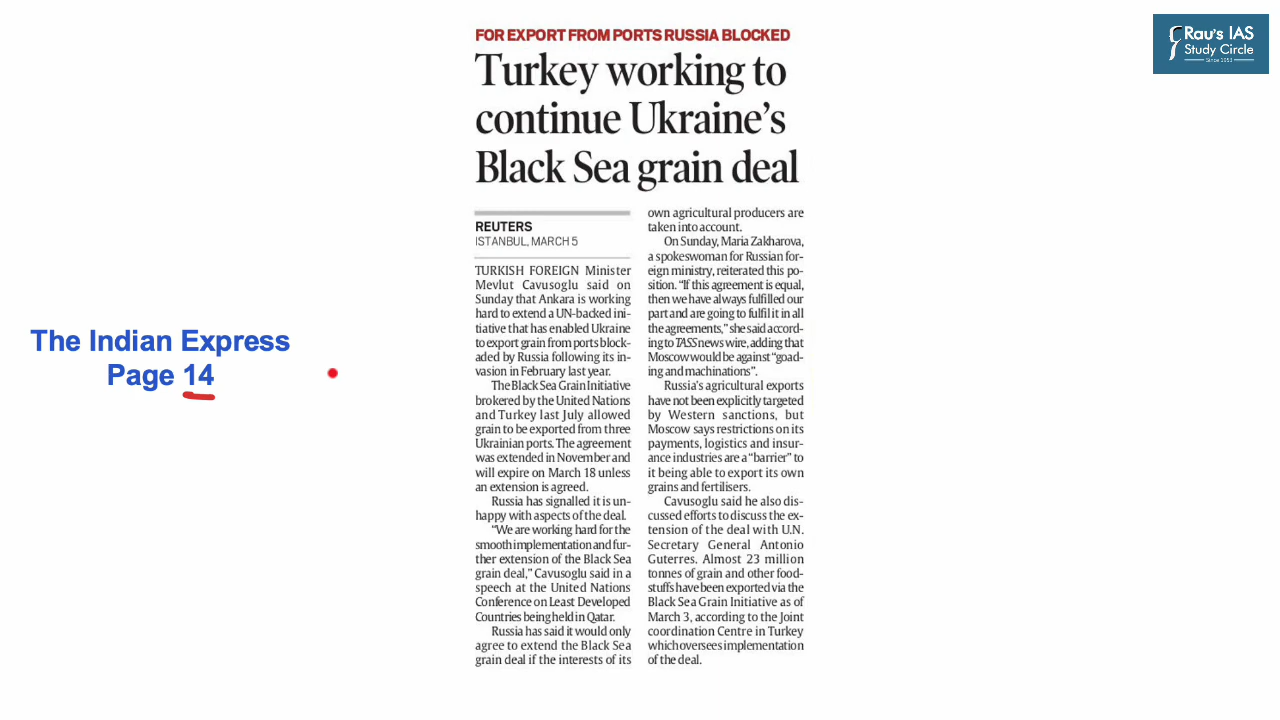 FOR EXPORT FROM PORTS RUSSIA BLOCKED
Turkey working to
continue Ukraine's
Black Sea grain deal
REUTERS
ISTANBUL, MARCH 5
TURKISH FOREIGN Minister
Mevlut Cavusoglu said on
Sunday that Ankara is working
hard to extend a UN-backed ini-
tiative that has enabled Ukraine
to export grain from ports block-
aded by Russia following its in-
vasion in February last year.
The Black Sea Grain Initiative
brokered by the United Nations
and Turkey last July allowed
grain to be exported from three
Ukrainian ports. The agreement
was extended in November and
will expire on March 18 unless
an extension is agreed.
Russia has signalled it is un-
happy with aspects of the deal.
"We are working hard for the
smooth implementation and fur-
ther extension of the Black Sea
grain deal," Cavusoglu said in a
speech at the United Nations
Conference on Least Developed
Countries being held in Qatar.
Russia has said it would only
agree to extend the Black Sea
grain deal if the interests of its
own agricultural producers are
taken into account.
On Sunday, Maria Zakharova,
a spokeswoman for Russian for-
eign ministry, reiterated this po-
sition. "If this agreement is equal,
then we have always fulfilled our
part and are going to fulfil it in all
the agreements," she said accord-
ing to TASS news wire, adding that
Moscow would be against "goad-
ing and machinations".
Russia's agricultural exports
have not been explicitly targeted
by Western sanctions, but
Moscow says restrictions on its
payments, logistics and insur-
ance industries are a "barrier" to
it being able to export its own
grains and fertilisers.
Cavusoglu said he also dis-
cussed efforts to discuss the ex-
tension of the deal with U.N.
Secretary General Antonio
Guterres. Almost 23 million
tonnes of grain and other food-
stuffs have been exported via the
Black Sea Grain Initiative as of
March 3, according to the Joint
coordination Centre in Turkey
which oversees implementation
of the deal.
The Indian Express
Page 14
Rau's IAS
Study Circle
Since 1953